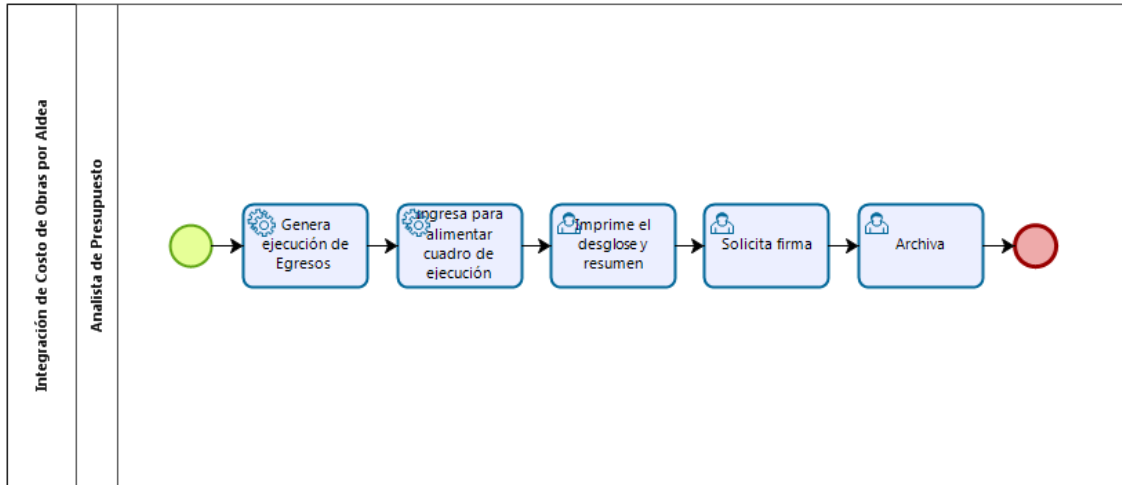 Integración de Costo de Obras por Aldea
Analista de Presupuesto
Genera
ejecución de
Egresos
Ingresa para
alimentar
cuadro de
ejecución
Imprime el
desglose y
resumen
Solicita firma
Archiva